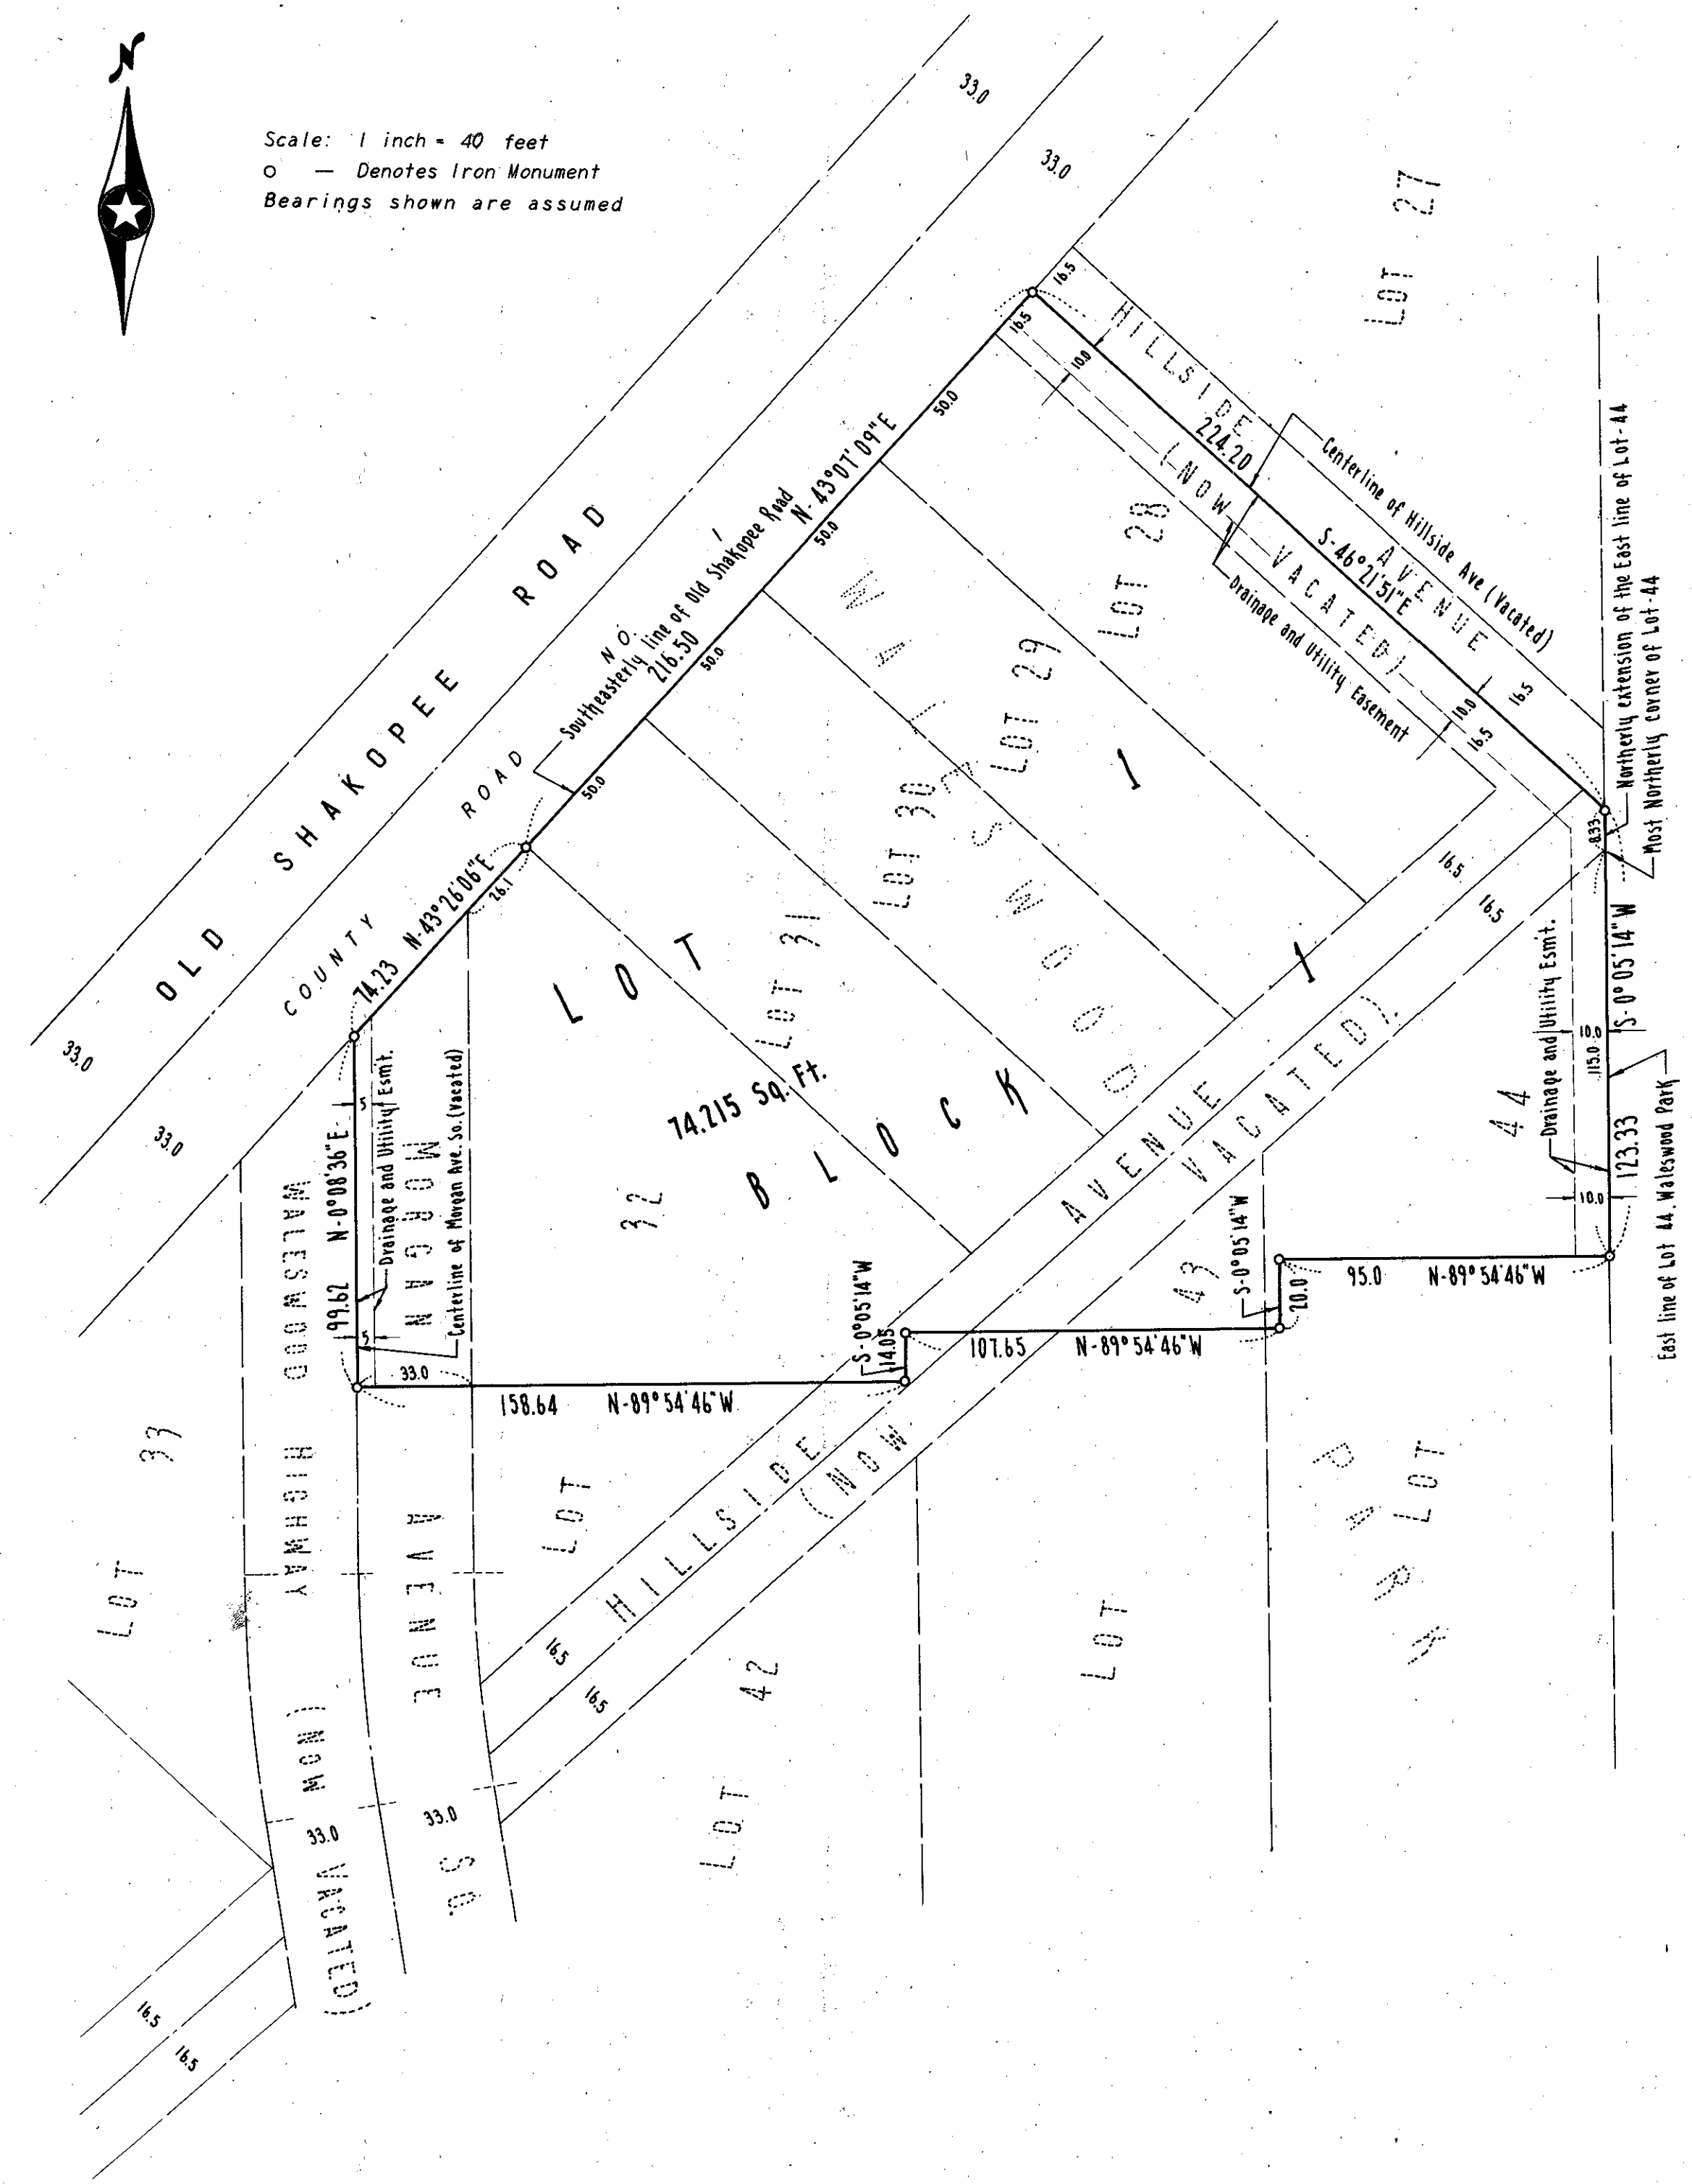 N
Scale: 1 inch = 40 feet
o — Denotes Iron Monument
Bearings shown are assumed
33.0
33.0
LOT 27
16.5
16.5
10.0
HILLSIDE
AVENUE
(NOW VACATED)
224.20
S-46°21'51"E
Centerline of Hillside Ave (Vacated)
Drainage and Utility Easement
10.0
16.5
16.5
Northerly extension of the East line of Lot-44
Most Northerly corner of Lot-44
8.33
OLD SHAKOPEE ROAD
COUNTY ROAD NO. 1
Southeasterly line of Old Shakopee Road
216.50
N-43°07'09"E
50.0
50.0
50.0
50.0
74.23 N-43°26'06"E
26.1
33.0
33.0
LOT 28
LOT 29
LOT 30
LOT 31
WALESWOOD
LOT 1
BLOCK 1
74,215 Sq. Ft.
32
LOT
16.5
16.5
Drainage and Utility Esm't.
S-0°05'14"W
10.0
115.0
123.33
10.0
44
LOT
East line of Lot 44, Waleswood Park
N-0°08'36"E
99.62
5
5
Drainage and Utility Esm't.
Centerline of Morgan Ave. So. (Vacated)
MORGAN AVENUE SO.
WALESWOOD HIGHWAY (NOW VACATED)
33.0
158.64 N-89°54'46"W
S-0°05'14"W
14.05
107.65 N-89°54'46"W
S-0°05'14"W
20.0
95.0 N-89°54'46"W
HILLSIDE AVENUE
(NOW VACATED)
43
LOT
PARK
LOT 33
LOT 42
16.5
16.5
33.0
33.0
16.5
16.5